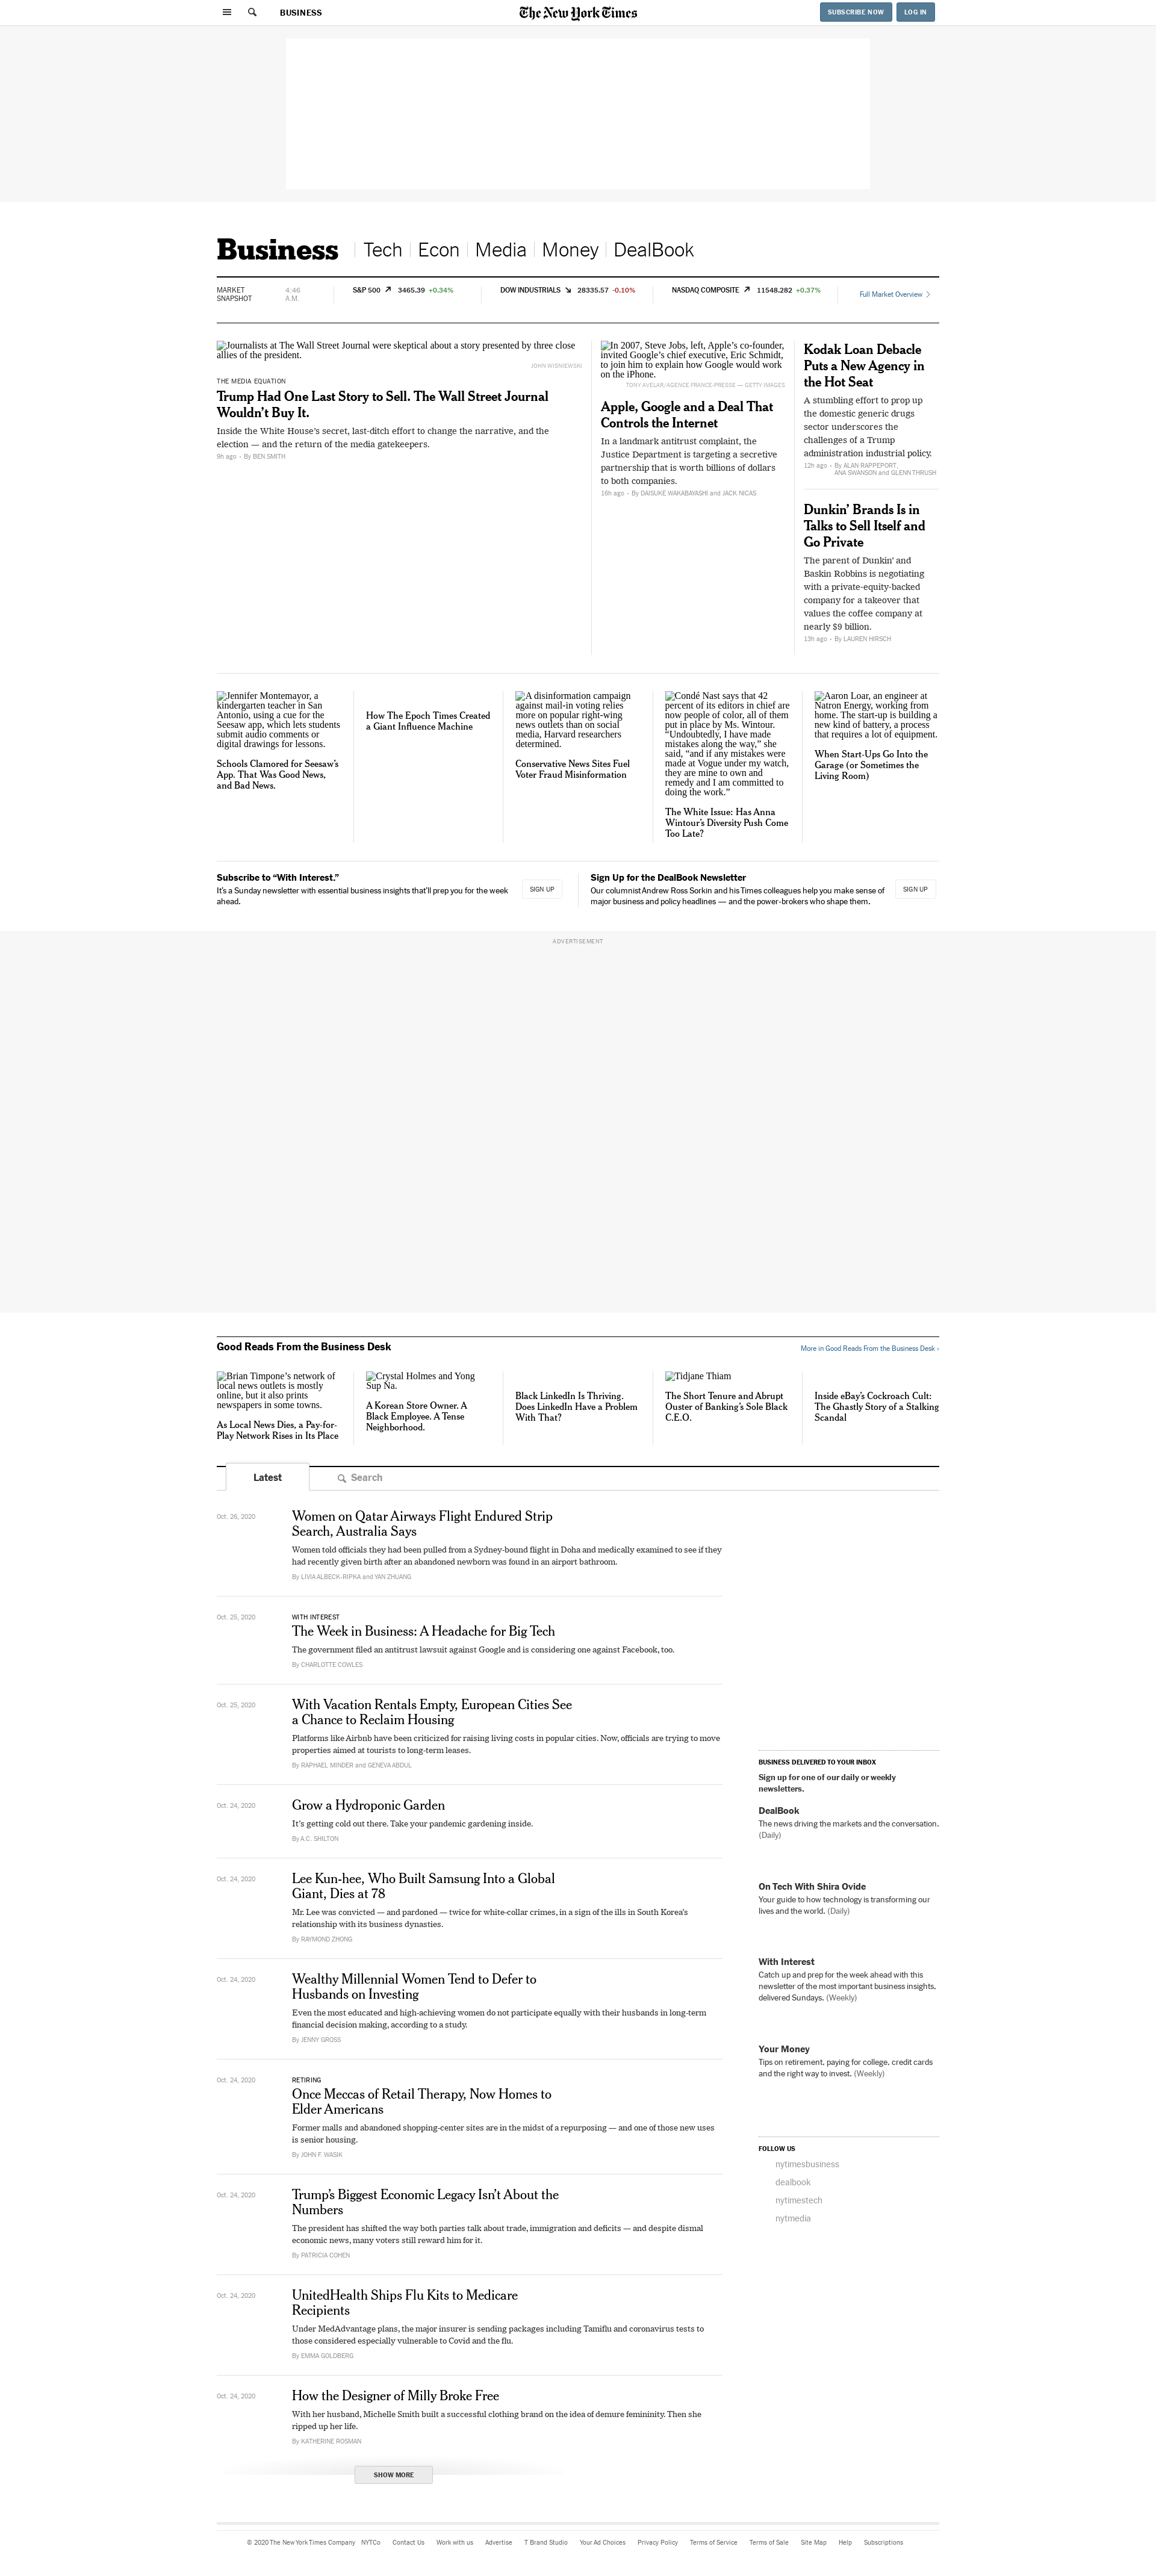 BUSINESS
The New York Times
SUBSCRIBE NOW
LOG IN
Business
Tech
Econ
Media
Money
DealBook
MARKET
SNAPSHOT
4:46
A.M.
S&P 500 3465.39 +0.34%
DOW INDUSTRIALS 28335.57 -0.10%
NASDAQ COMPOSITE 11548.282 +0.37%
Full Market Overview
Journalists at The Wall Street Journal were skeptical about a story presented by three close
allies of the president.
JOHN WISNIEWSKI
THE MEDIA EQUATION
Trump Had One Last Story to Sell. The Wall Street Journal
Wouldn’t Buy It.
Inside the White House’s secret, last-ditch effort to change the narrative, and the
election — and the return of the media gatekeepers.
9h ago • By BEN SMITH
In 2007, Steve Jobs, left, Apple’s co-founder,
invited Google’s chief executive, Eric Schmidt,
to join him to explain how Google would work
on the iPhone.
TONY AVELAR/AGENCE FRANCE-PRESSE — GETTY IMAGES
Apple, Google and a Deal That
Controls the Internet
In a landmark antitrust complaint, the
Justice Department is targeting a secretive
partnership that is worth billions of dollars
to both companies.
16h ago • By DAISUKE WAKABAYASHI and JACK NICAS
Kodak Loan Debacle
Puts a New Agency in
the Hot Seat
A stumbling effort to prop up
the domestic generic drugs
sector underscores the
challenges of a Trump
administration industrial policy.
12h ago • By ALAN RAPPEPORT,
ANA SWANSON and GLENN THRUSH
Dunkin’ Brands Is in
Talks to Sell Itself and
Go Private
The parent of Dunkin’ and
Baskin Robbins is negotiating
with a private-equity-backed
company for a takeover that
values the coffee company at
nearly $9 billion.
13h ago • By LAUREN HIRSCH
Jennifer Montemayor, a
kindergarten teacher in San
Antonio, using a cue for the
Seesaw app, which lets students
submit audio comments or
digital drawings for lessons.
Schools Clamored for Seesaw’s
App. That Was Good News,
and Bad News.
How The Epoch Times Created
a Giant Influence Machine
A disinformation campaign
against mail-in voting relies
more on popular right-wing
news outlets than on social
media, Harvard researchers
determined.
Conservative News Sites Fuel
Voter Fraud Misinformation
Condé Nast says that 42
percent of its editors in chief are
now people of color, all of them
put in place by Ms. Wintour.
“Undoubtedly, I have made
mistakes along the way,” she
said, “and if any mistakes were
made at Vogue under my watch,
they are mine to own and
remedy and I am committed to
doing the work.”
The White Issue: Has Anna
Wintour’s Diversity Push Come
Too Late?
Aaron Loar, an engineer at
Natron Energy, working from
home. The start-up is building a
new kind of battery, a process
that requires a lot of equipment.
When Start-Ups Go Into the
Garage (or Sometimes the
Living Room)
Subscribe to “With Interest.”
It’s a Sunday newsletter with essential business insights that’ll prep you for the week
ahead.
SIGN UP
Sign Up for the DealBook Newsletter
Our columnist Andrew Ross Sorkin and his Times colleagues help you make sense of
major business and policy headlines — and the power-brokers who shape them.
SIGN UP
ADVERTISEMENT
Good Reads From the Business Desk
More in Good Reads From the Business Desk ›
Brian Timpone’s network of
local news outlets is mostly
online, but it also prints
newspapers in some towns.
As Local News Dies, a Pay-for-
Play Network Rises in Its Place
Crystal Holmes and Yong
Sup Na.
A Korean Store Owner. A
Black Employee. A Tense
Neighborhood.
Black LinkedIn Is Thriving.
Does LinkedIn Have a Problem
With That?
Tidjane Thiam
The Short Tenure and Abrupt
Ouster of Banking’s Sole Black
C.E.O.
Inside eBay’s Cockroach Cult:
The Ghastly Story of a Stalking
Scandal
Latest
Search
Oct. 26, 2020
Women on Qatar Airways Flight Endured Strip
Search, Australia Says
Women told officials they had been pulled from a Sydney-bound flight in Doha and medically examined to see if they
had recently given birth after an abandoned newborn was found in an airport bathroom.
By LIVIA ALBECK-RIPKA and YAN ZHUANG
Oct. 25, 2020
WITH INTEREST
The Week in Business: A Headache for Big Tech
The government filed an antitrust lawsuit against Google and is considering one against Facebook, too.
By CHARLOTTE COWLES
Oct. 25, 2020
With Vacation Rentals Empty, European Cities See
a Chance to Reclaim Housing
Platforms like Airbnb have been criticized for raising living costs in popular cities. Now, officials are trying to move
properties aimed at tourists to long-term leases.
By RAPHAEL MINDER and GENEVA ABDUL
Oct. 24, 2020
Grow a Hydroponic Garden
It’s getting cold out there. Take your pandemic gardening inside.
By A.C. SHILTON
Oct. 24, 2020
Lee Kun-hee, Who Built Samsung Into a Global
Giant, Dies at 78
Mr. Lee was convicted — and pardoned — twice for white-collar crimes, in a sign of the ills in South Korea’s
relationship with its business dynasties.
By RAYMOND ZHONG
Oct. 24, 2020
Wealthy Millennial Women Tend to Defer to
Husbands on Investing
Even the most educated and high-achieving women do not participate equally with their husbands in long-term
financial decision making, according to a study.
By JENNY GROSS
Oct. 24, 2020
RETIRING
Once Meccas of Retail Therapy, Now Homes to
Elder Americans
Former malls and abandoned shopping-center sites are in the midst of a repurposing — and one of those new uses
is senior housing.
By JOHN F. WASIK
Oct. 24, 2020
Trump’s Biggest Economic Legacy Isn’t About the
Numbers
The president has shifted the way both parties talk about trade, immigration and deficits — and despite dismal
economic news, many voters still reward him for it.
By PATRICIA COHEN
Oct. 24, 2020
UnitedHealth Ships Flu Kits to Medicare
Recipients
Under MedAdvantage plans, the major insurer is sending packages including Tamiflu and coronavirus tests to
those considered especially vulnerable to Covid and the flu.
By EMMA GOLDBERG
Oct. 24, 2020
How the Designer of Milly Broke Free
With her husband, Michelle Smith built a successful clothing brand on the idea of demure femininity. Then she
ripped up her life.
By KATHERINE ROSMAN
SHOW MORE
BUSINESS DELIVERED TO YOUR INBOX
Sign up for one of our daily or weekly
newsletters.
DealBook
The news driving the markets and the conversation.
(Daily)
On Tech With Shira Ovide
Your guide to how technology is transforming our
lives and the world. (Daily)
With Interest
Catch up and prep for the week ahead with this
newsletter of the most important business insights,
delivered Sundays. (Weekly)
Your Money
Tips on retirement, paying for college, credit cards
and the right way to invest. (Weekly)
FOLLOW US
nytimesbusiness
dealbook
nytimestech
nytmedia
© 2020 The New York Times Company NYTCo Contact Us Work with us Advertise T Brand Studio Your Ad Choices Privacy Policy Terms of Service Terms of Sale Site Map Help Subscriptions